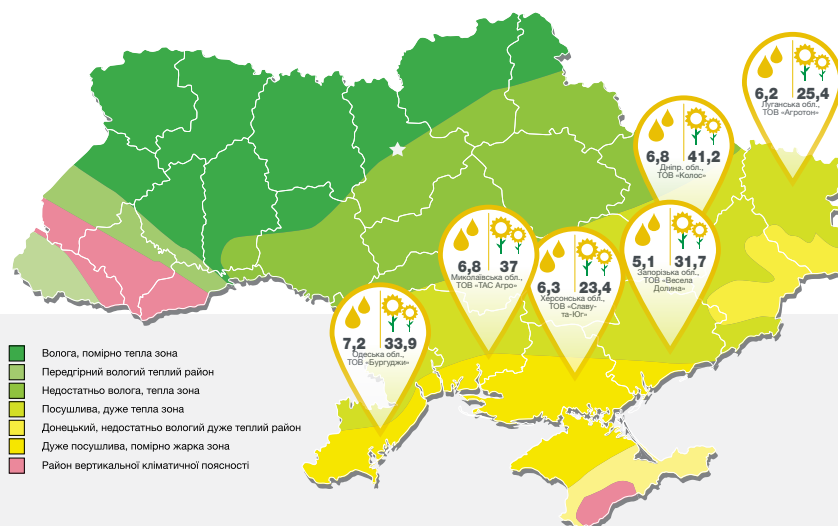 6,2 25,4
Луганська обл.,
ТОВ «Агротон»
6,8 41,2
Дніпр. обл.,
ТОВ «Колос»
5,1 31,7
Запорізька обл.,
ТОВ «Весела
Долина»
6,8 37
Миколаївська обл.,
ТОВ «ТАС Агро»
6,3 23,4
Херсонська обл.,
ТОВ «Славу-
та-Юг»
7,2 33,9
Одеська обл.,
ТОВ «Бургуджи»
Волога, помірно тепла зона
Передгірний вологий теплий район
Недостатньо волога, тепла зона
Посушлива, дуже тепла зона
Донецький, недостатньо вологий дуже теплий район
Дуже посушлива, помірно жарка зона
Район вертикальної кліматичної поясності